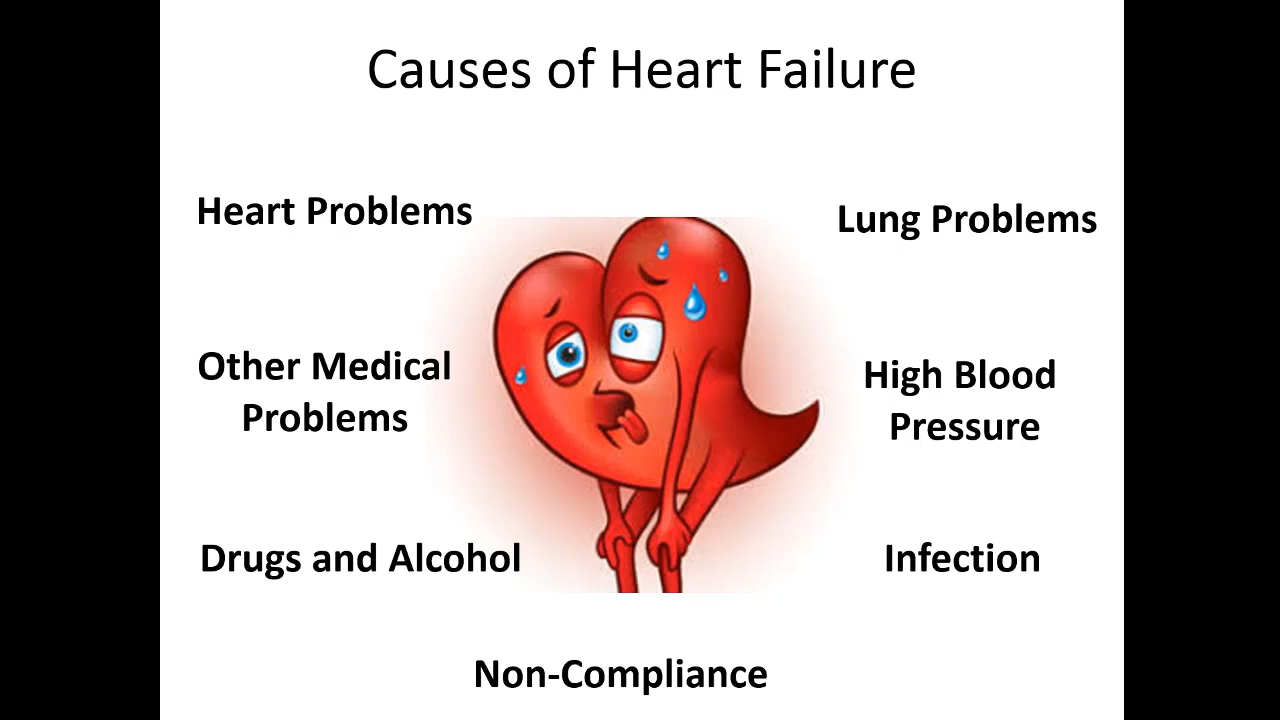 Causes of Heart Failure
Heart Problems
Lung Problems
Other Medical
Problems
High Blood
Pressure
Drugs and Alcohol
Infection
Non-Compliance